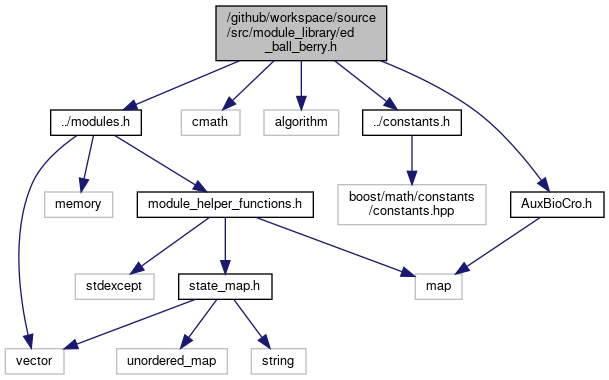 /github/workspace/source
/src/module_library/ed
_ball_berry.h
../modules.h
cmath
algorithm
../constants.h
memory
module_helper_functions.h
boost/math/constants
/constants.hpp
AuxBioCro.h
stdexcept
state_map.h
map
vector
unordered_map
string